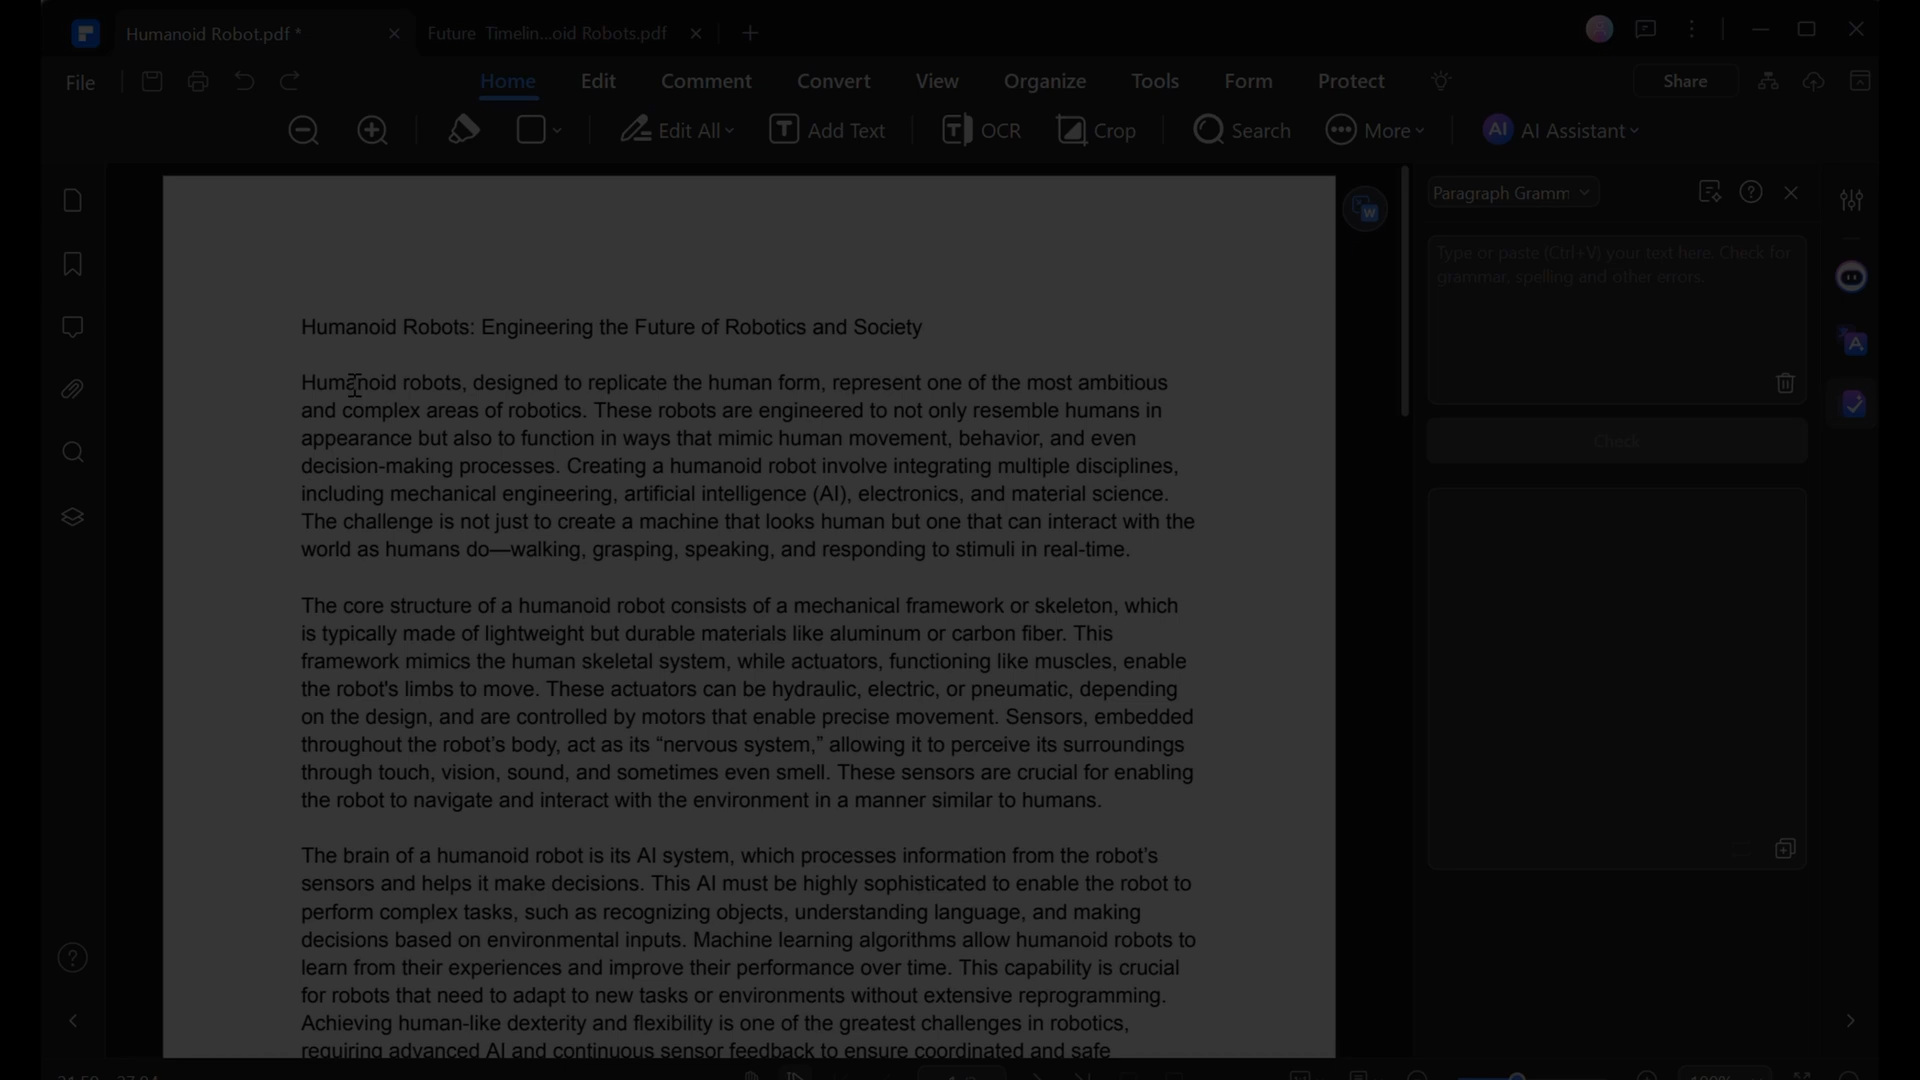 Humanoid Robot.pdf *
Future Timelin...oid Robots.pdf
File
Home
Edit
Comment
Convert
View
Organize
Tools
Form
Protect
Share
Edit All
Add Text
OCR
Crop
Search
More
AI Assistant
Paragraph Gramm
Type or paste (Ctrl+V) your text here. Check for
grammar, spelling and other errors.
Check
Humanoid Robots: Engineering the Future of Robotics and Society
Humanoid robots, designed to replicate the human form, represent one of the most ambitious
and complex areas of robotics. These robots are engineered to not only resemble humans in
appearance but also to function in ways that mimic human movement, behavior, and even
decision-making processes. Creating a humanoid robot involve integrating multiple disciplines,
including mechanical engineering, artificial intelligence (AI), electronics, and material science.
The challenge is not just to create a machine that looks human but one that can interact with the
world as humans do—walking, grasping, speaking, and responding to stimuli in real-time.
The core structure of a humanoid robot consists of a mechanical framework or skeleton, which
is typically made of lightweight but durable materials like aluminum or carbon fiber. This
framework mimics the human skeletal system, while actuators, functioning like muscles, enable
the robot's limbs to move. These actuators can be hydraulic, electric, or pneumatic, depending
on the design, and are controlled by motors that enable precise movement. Sensors, embedded
throughout the robot’s body, act as its “nervous system,” allowing it to perceive its surroundings
through touch, vision, sound, and sometimes even smell. These sensors are crucial for enabling
the robot to navigate and interact with the environment in a manner similar to humans.
The brain of a humanoid robot is its AI system, which processes information from the robot’s
sensors and helps it make decisions. This AI must be highly sophisticated to enable the robot to
perform complex tasks, such as recognizing objects, understanding language, and making
decisions based on environmental inputs. Machine learning algorithms allow humanoid robots to
learn from their experiences and improve their performance over time. This capability is crucial
for robots that need to adapt to new tasks or environments without extensive reprogramming.
Achieving human-like dexterity and flexibility is one of the greatest challenges in robotics,
requiring advanced AI and continuous sensor feedback to ensure coordinated and safe